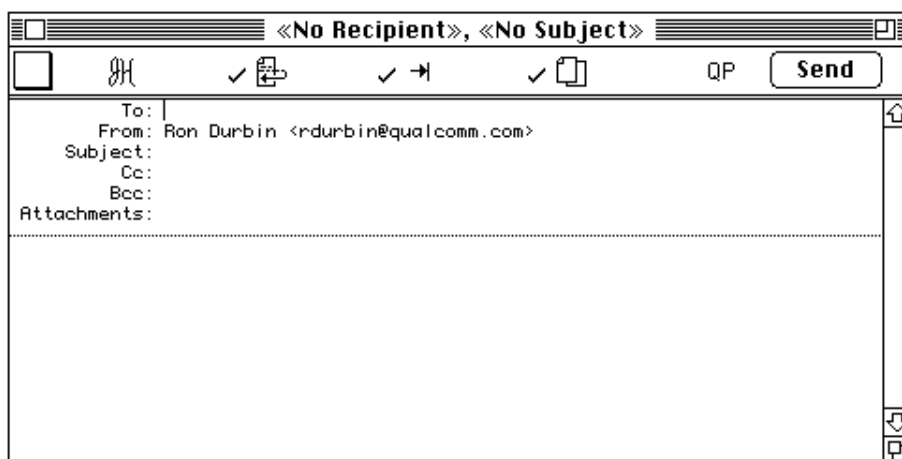 «No Recipient», «No Subject»
QP Send
To:
From: Ron Durbin <rdurbin@qualcomm.com>
Subject:
Cc:
Bcc:
Attachments: